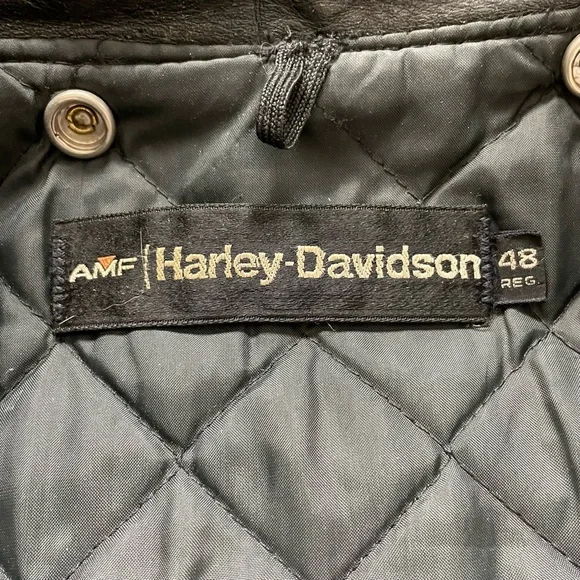 AMF Harley-Davidson 48
REG.